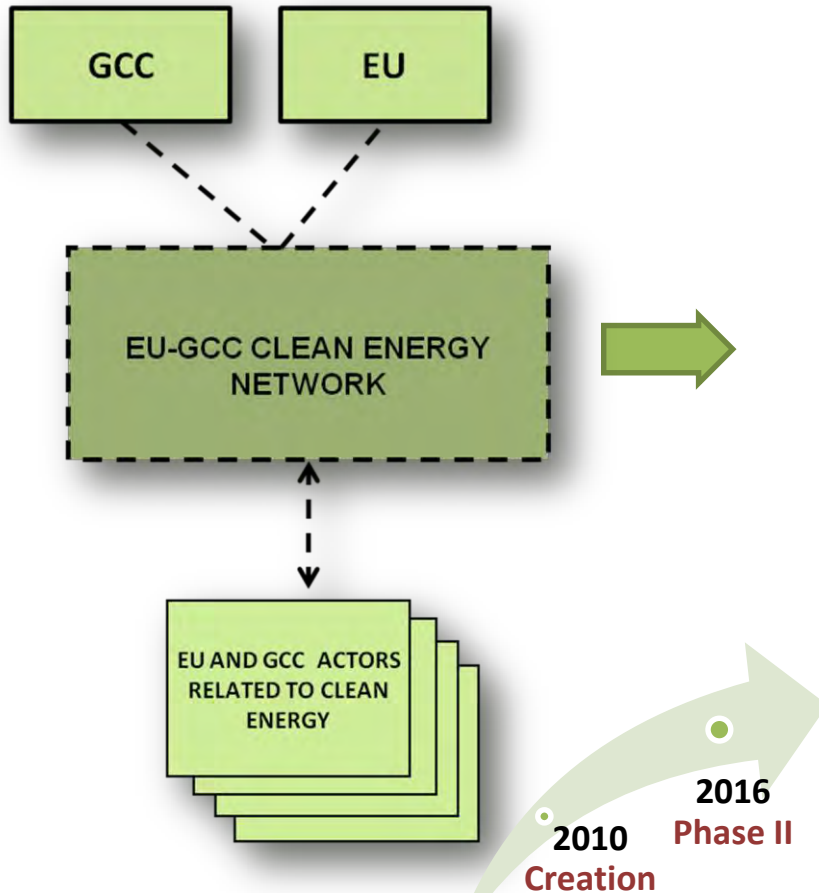 GCC
EU
EU-GCC CLEAN ENERGY
NETWORK
EU AND GCC ACTORS
RELATED TO CLEAN
ENERGY
2010
Creation
2016
Phase II